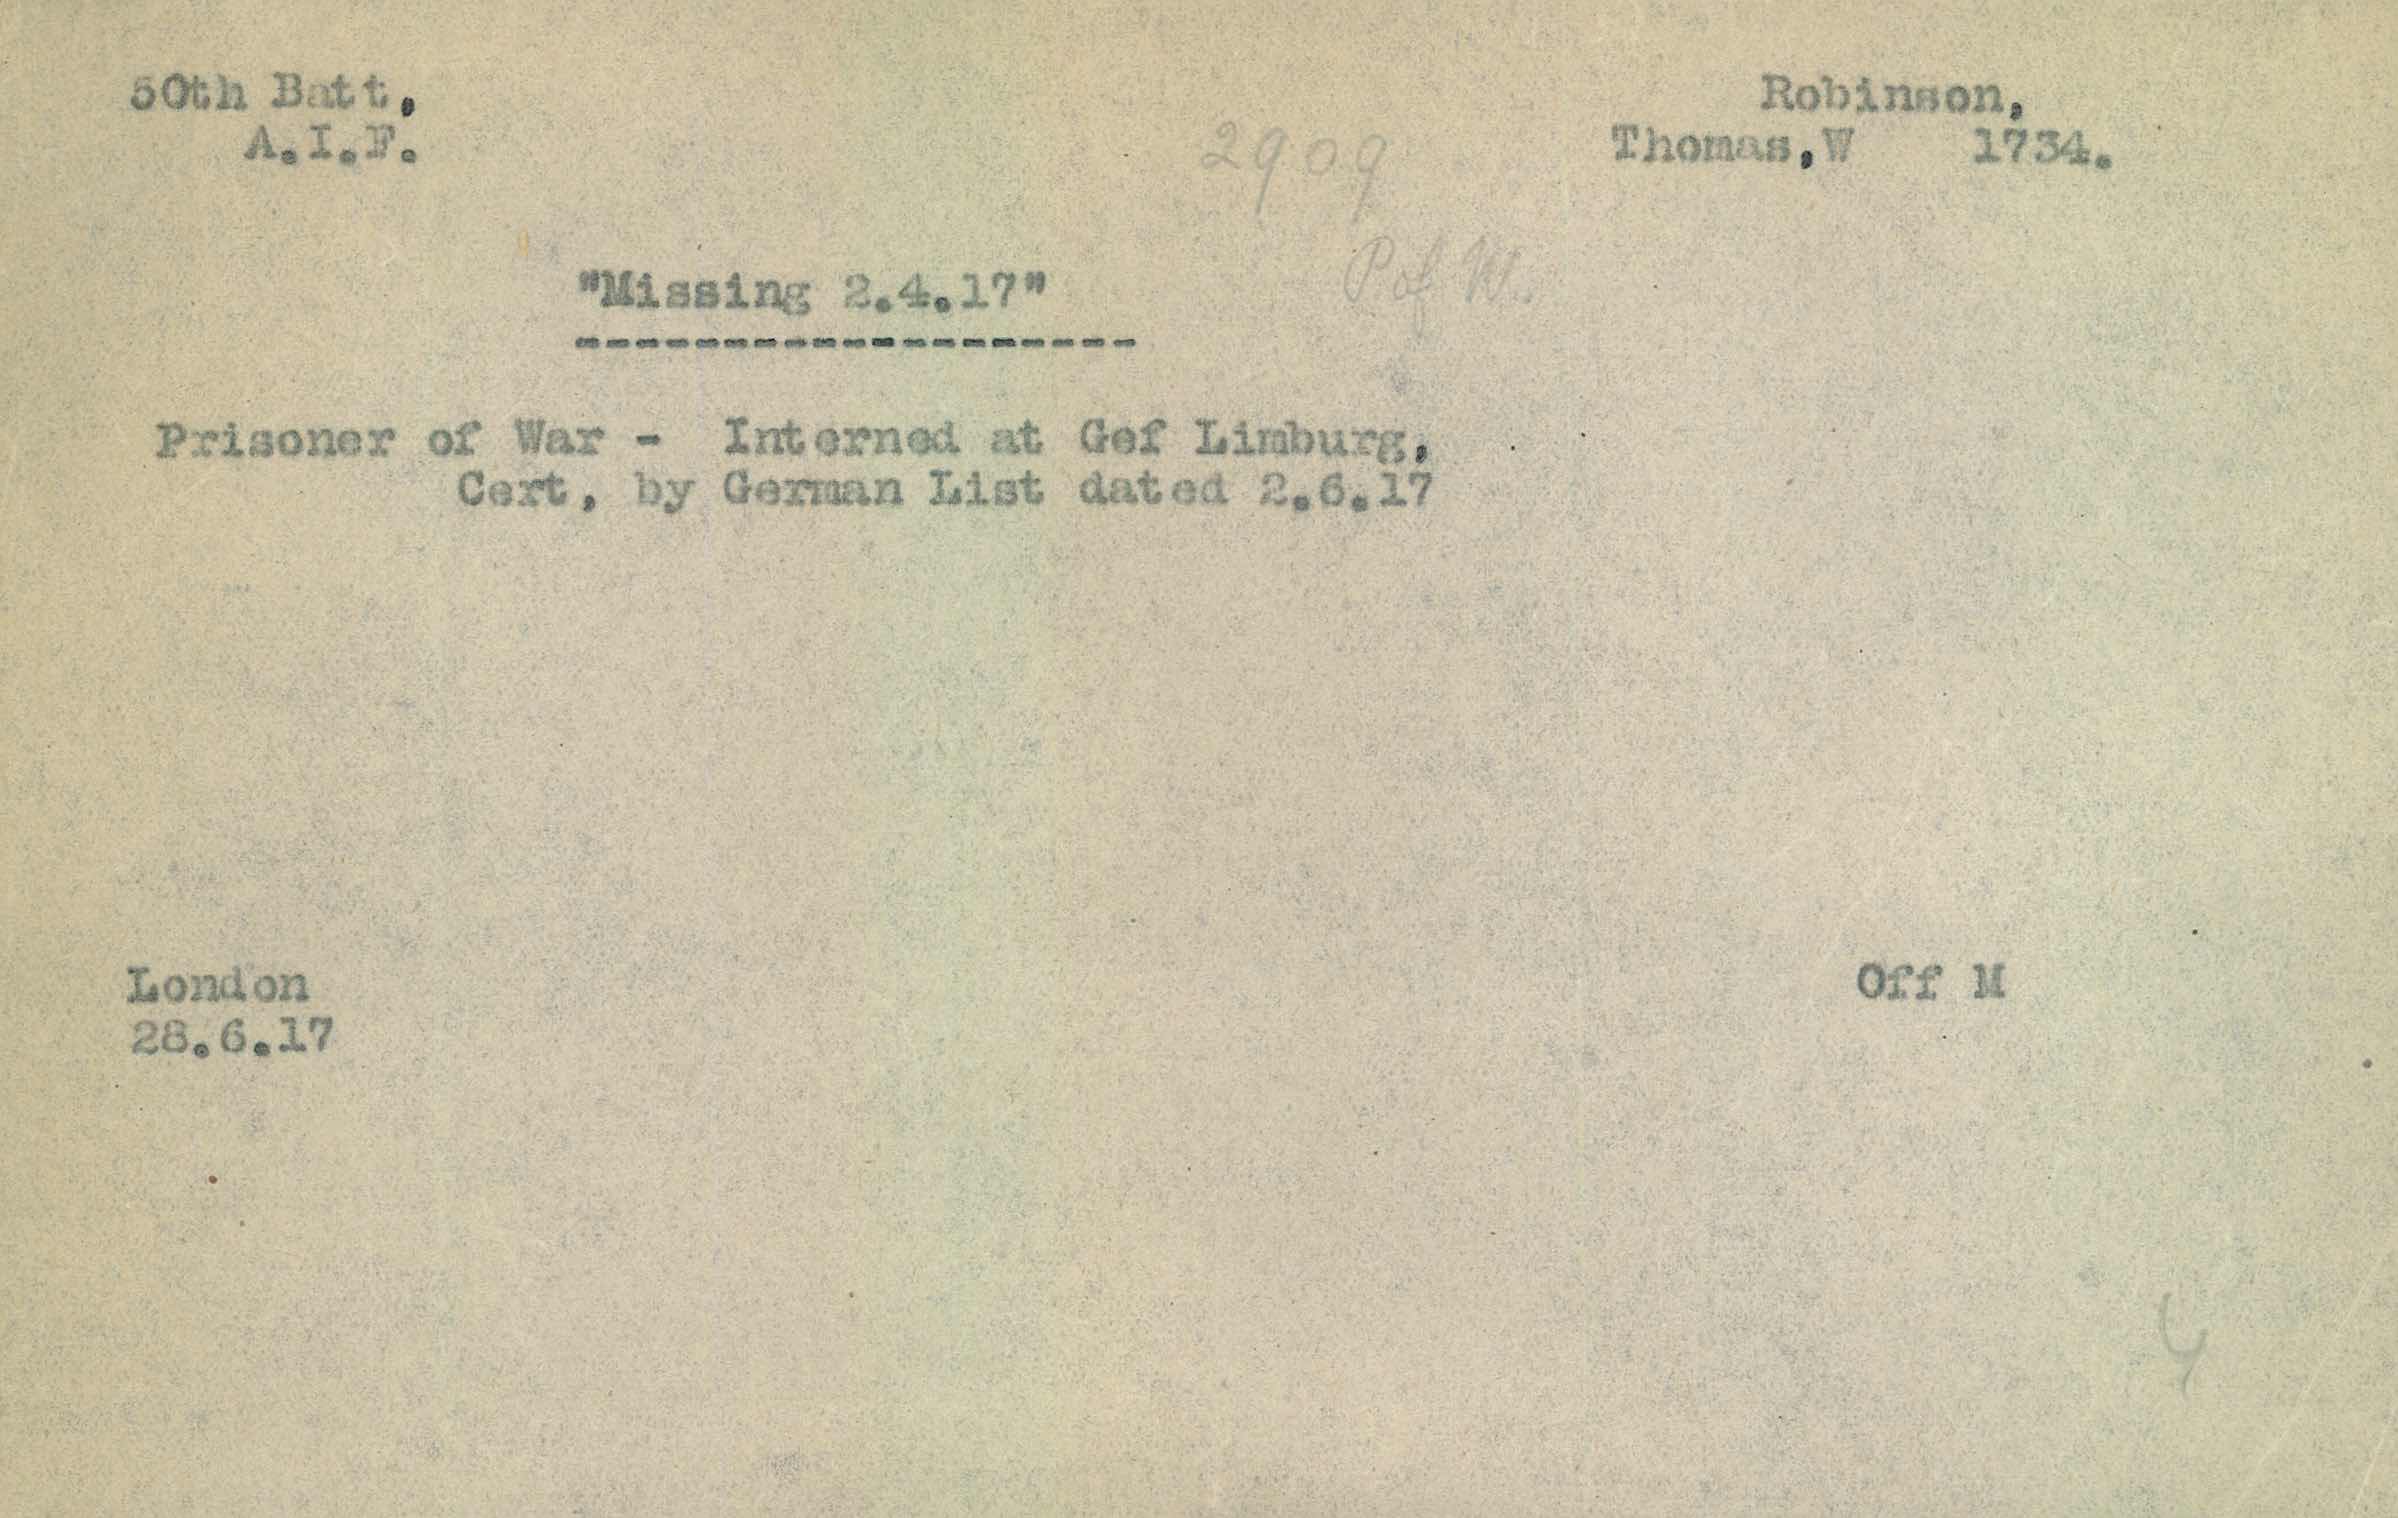 50th Batt,
A.I.F.
2909
Robinson,
Thomas,W 1734.
"Missing 2.4.17"
P of W.
-------------------
Prisoner of War - Interned at Gef Limburg,
Cert, by German List dated 2.6.17
London
28.6.17
Off M